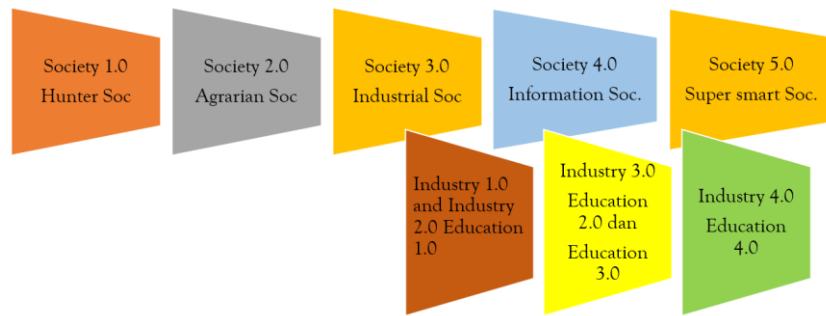 Society 1.0
Hunter Soc
Society 2.0
Agrarian Soc
Society 3.0
Industrial Soc
Society 4.0
Information Soc.
Society 5.0
Super smart Soc.
Industry 1.0
and Industry
2.0 Education
1.0
Industry 3.0
Education
2.0 dan
Education
3.0
Industry 4.0
Education
4.0